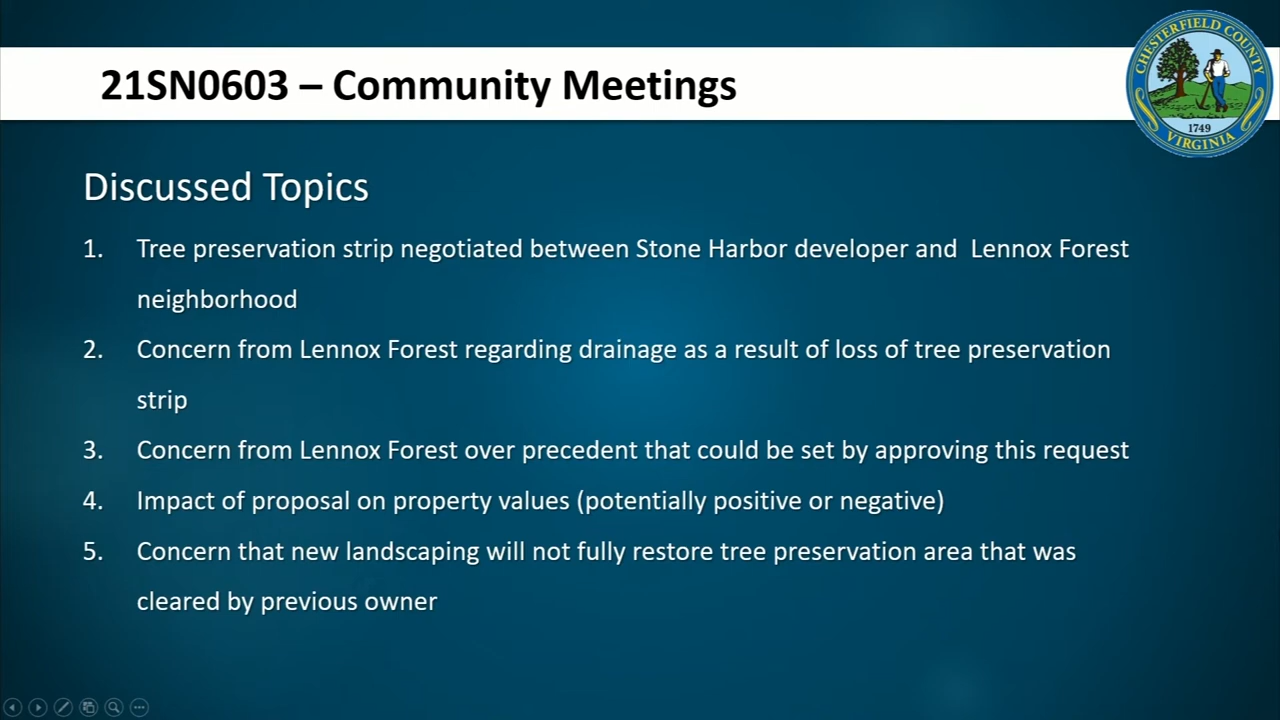 21SN0603 – Community Meetings
CHESTERFIELD COUNTY
1749
VIRGINIA
Discussed Topics
1. Tree preservation strip negotiated between Stone Harbor developer and  Lennox Forest
neighborhood
2. Concern from Lennox Forest regarding drainage as a result of loss of tree preservation
strip
3. Concern from Lennox Forest over precedent that could be set by approving this request
4. Impact of proposal on property values (potentially positive or negative)
5. Concern that new landscaping will not fully restore tree preservation area that was
cleared by previous owner